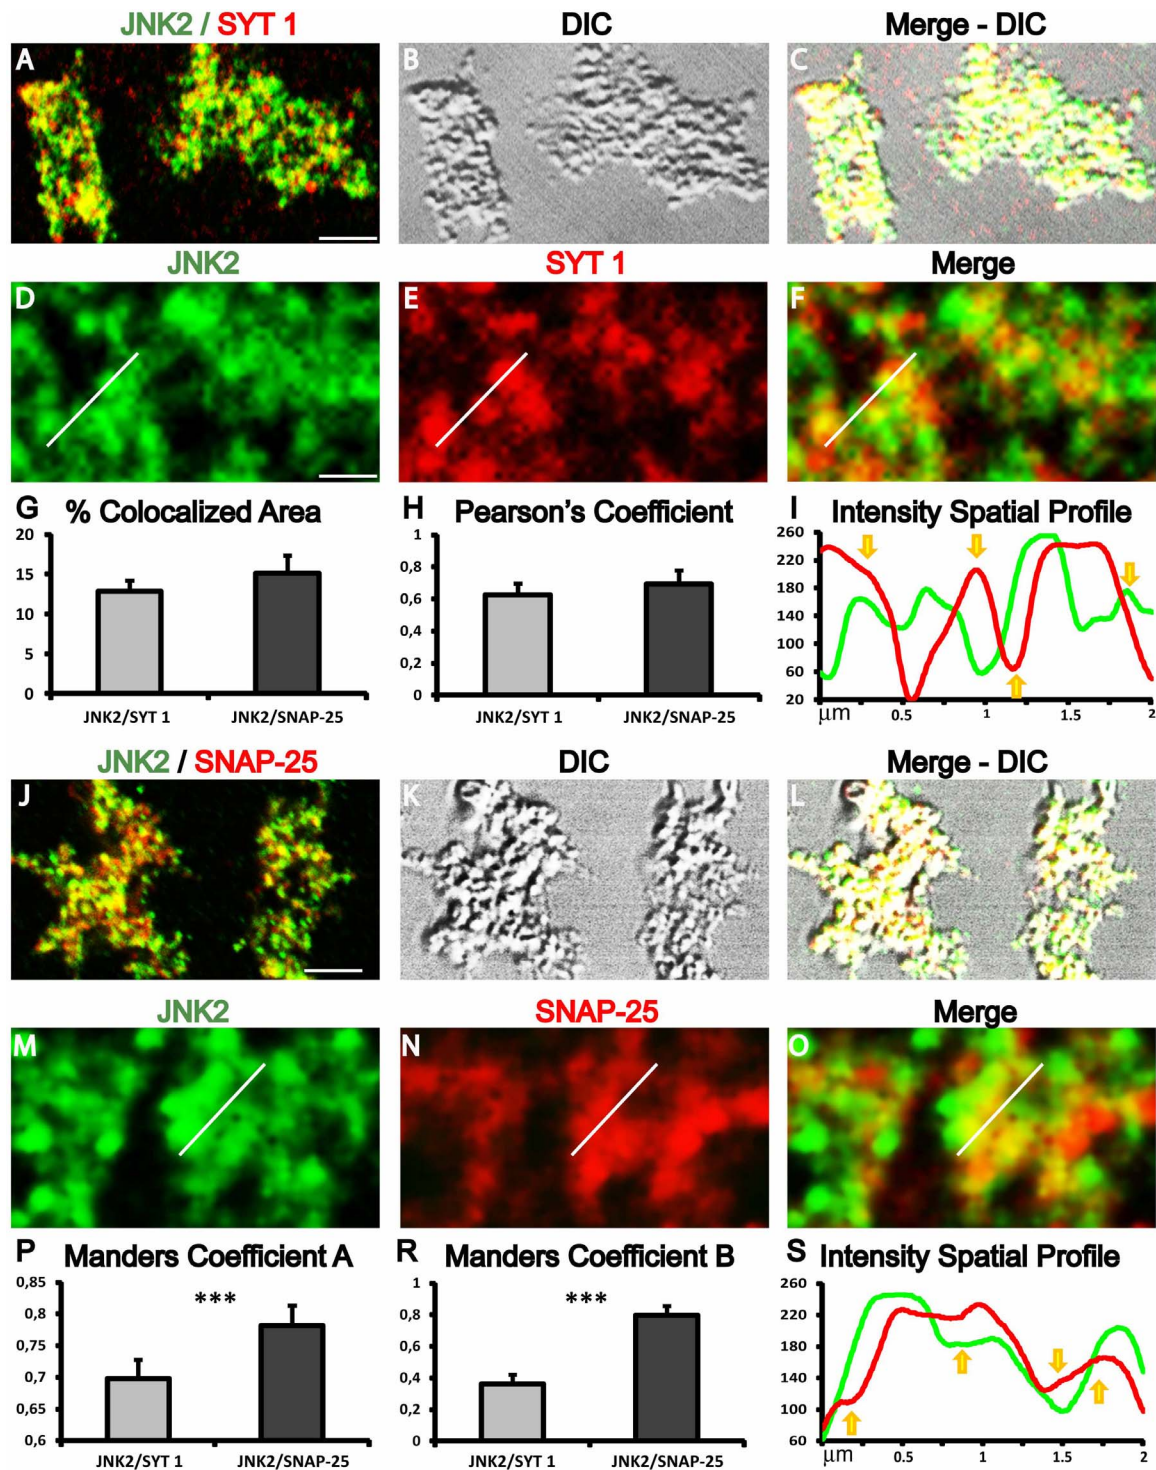 JNK2 / SYT 1
DIC
Merge - DIC
A
B
C
JNK2
SYT 1
Merge
D
E
F
G % Colocalized Area
20
15
10
5
0
JNK2/SYT 1
JNK2/SNAP-25
H Pearson's Coefficient
1
0,8
0,6
0,4
0,2
0
JNK2/SYT 1
JNK2/SNAP-25
I Intensity Spatial Profile
260
220
180
140
100
60
20
µm 0.5 1 1.5 2
JNK2 / SNAP-25
DIC
Merge - DIC
J
K
L
JNK2
SNAP-25
Merge
M
N
O
P Manders Coefficient A
***
0,85
0,8
0,75
0,7
0,65
0,6
JNK2/SYT 1
JNK2/SNAP-25
R Manders Coefficient B
***
1
0,8
0,6
0,4
0,2
0
JNK2/SYT 1
JNK2/SNAP-25
S Intensity Spatial Profile
260
220
180
140
100
60
µm 0.5 1 1.5 2